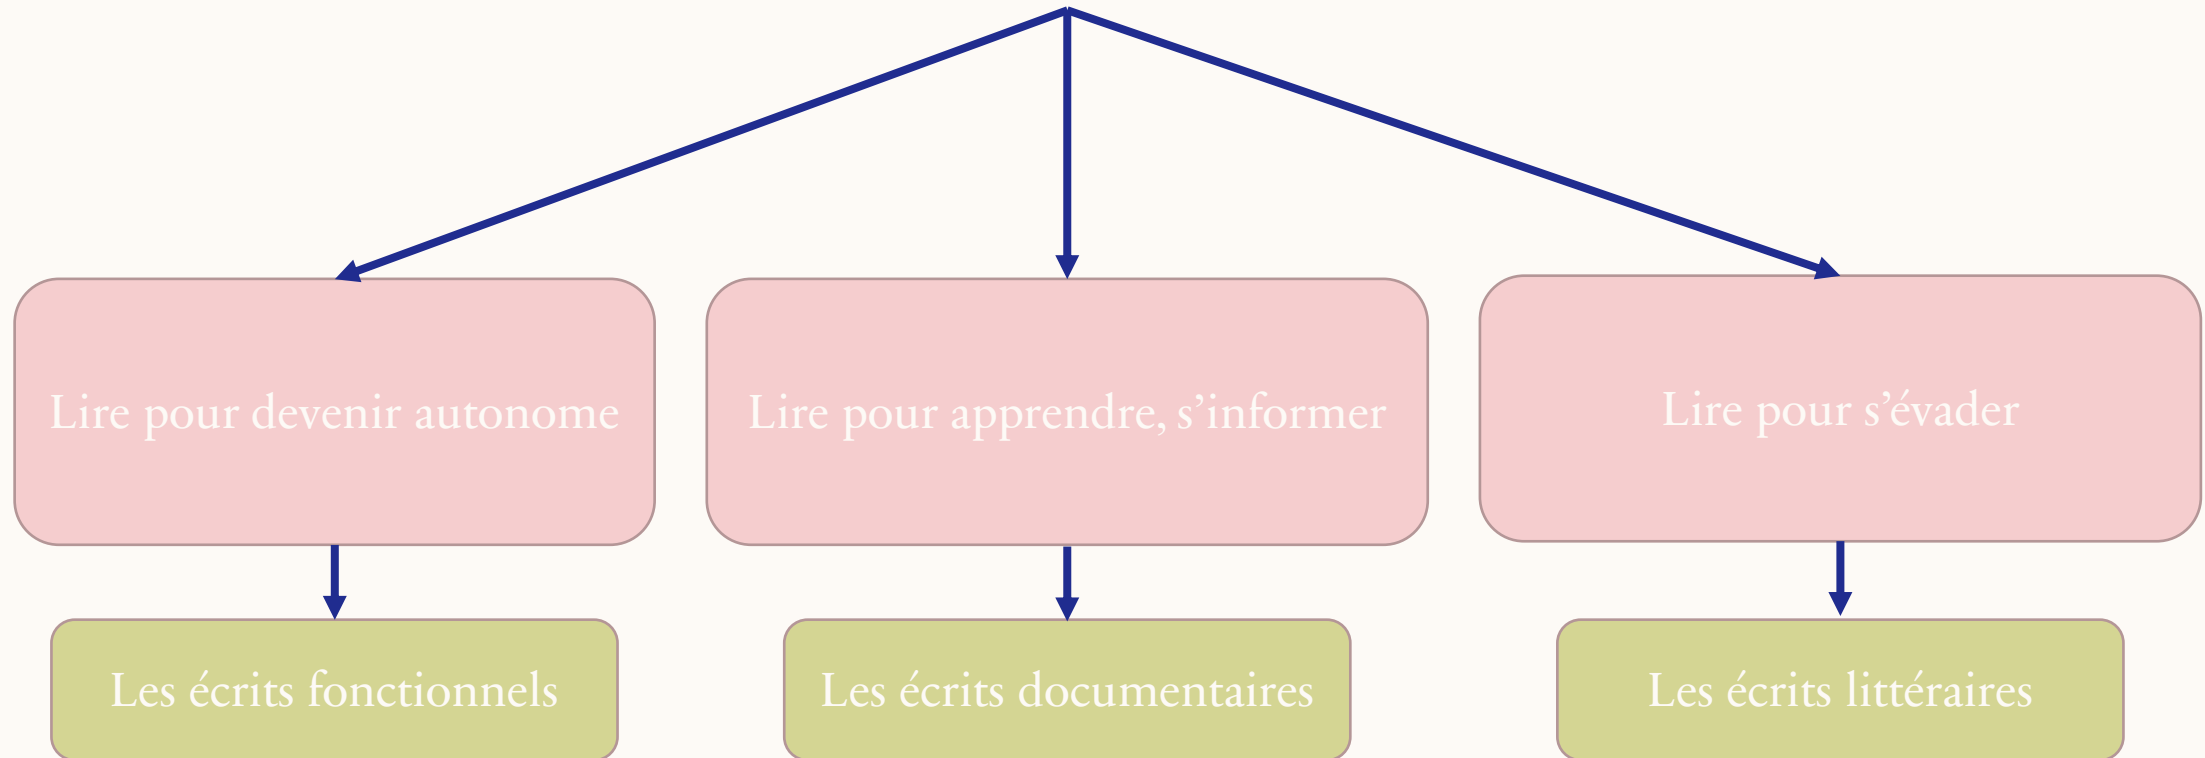 Lire pour devenir autonome
Lire pour apprendre, s’informer
Lire pour s’évader
Les écrits fonctionnels
Les écrits documentaires
Les écrits littéraires